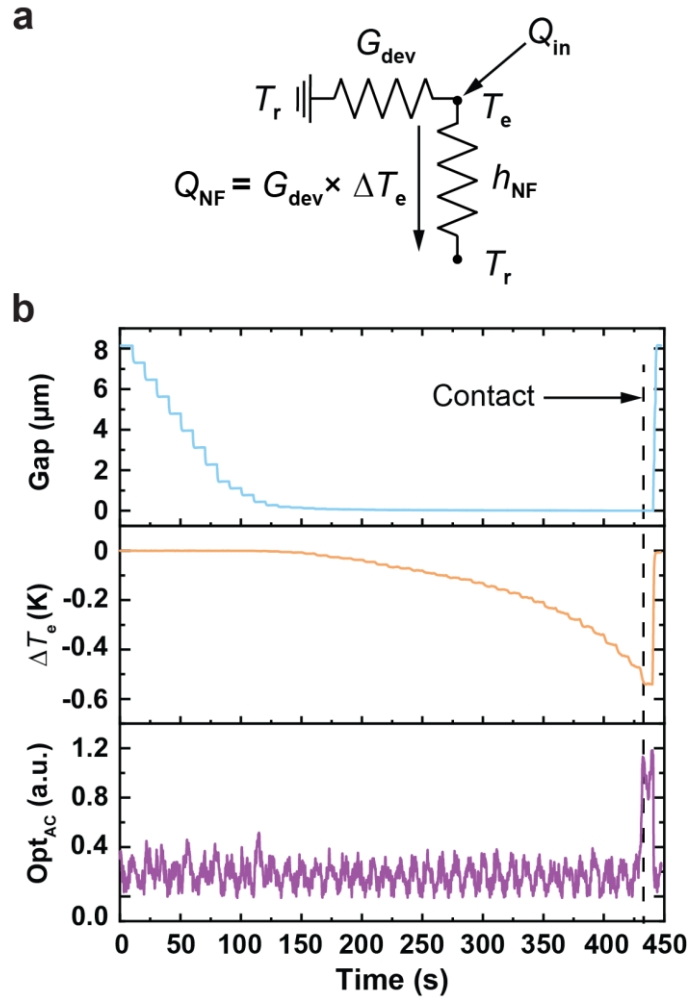 a
G_dev
Q_in
T_r
T_e
Q_NF = G_dev × ΔT_e
h_NF
T_r
b
Gap (μm)
8
6
4
2
0
Contact
ΔT_e (K)
0
-0.2
-0.4
-0.6
Opt_AC (a.u.)
1.2
0.8
0.4
0.0
0 50 100 150 200 250 300 350 400 450
Time (s)